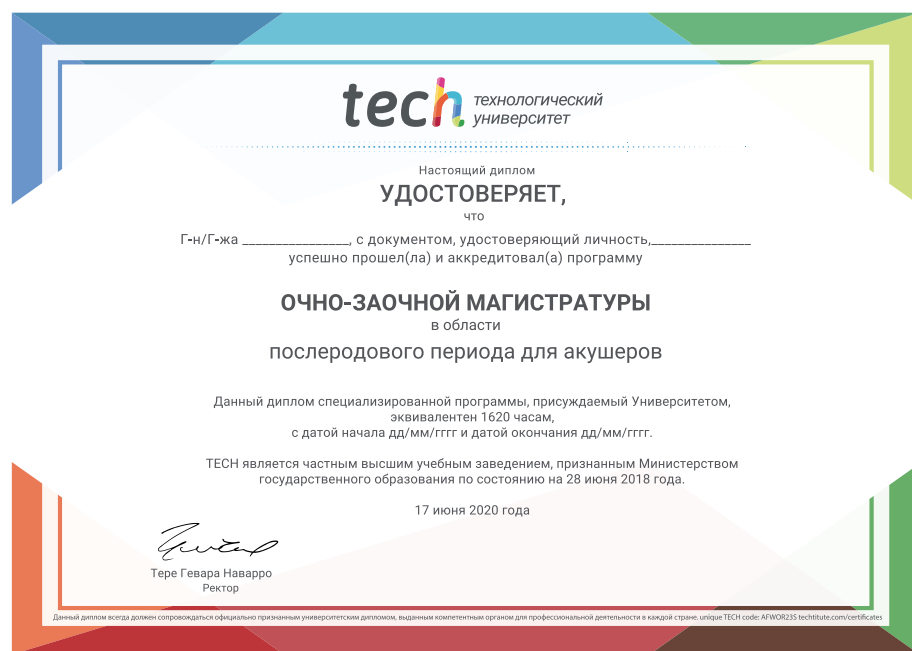 tech технологический
университет
Настоящий диплом
УДОСТОВЕРЯЕТ,
что
Г-н/Г-жа ________________, с документом, удостоверяющий личность,_______________
успешно прошел(ла) и аккредитовал(а) программу
ОЧНО-ЗАОЧНОЙ МАГИСТРАТУРЫ
в области
послеродового периода для акушеров
Данный диплом специализированной программы, присуждаемый Университетом,
эквивалентен 1620 часам,
с датой начала дд/мм/гггг и датой окончания дд/мм/гггг.
TECH является частным высшим учебным заведением, признанным Министерством
государственного образования по состоянию на 28 июня 2018 года.
17 июня 2020 года
Тере Гевара Наварро
Ректор
Данный диплом всегда должен сопровождаться официально признанным университетским дипломом, выданным компетентным органом для профессиональной деятельности в каждой стране. unique TECH code: AFWOR23S techtitute.com/certificates